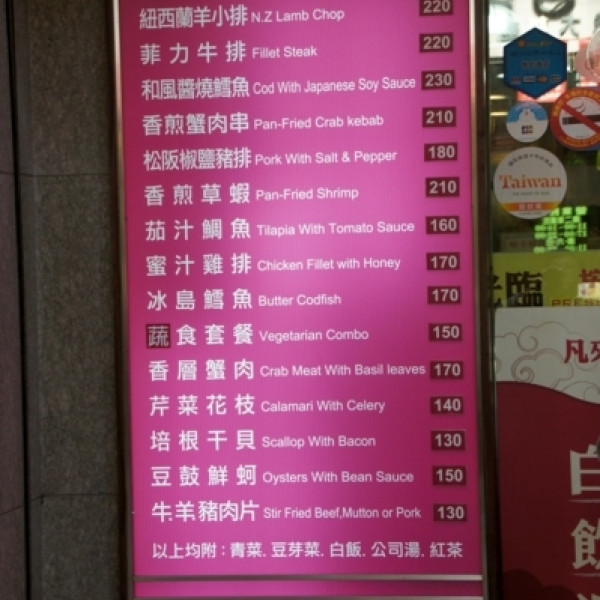 紐西蘭羊小排 N.Z Lamb Chop 220
菲力牛排 Fillet Steak 220
和風醬燒鱈魚 Cod With Japanese Soy Sauce 230
香煎蟹肉串 Pan-Fried Crab kebab 210
松阪椒鹽豬排 Pork With Salt & Pepper 180
香煎草蝦 Pan-Fried Shrimp 210
茄汁鯛魚 Tilapia With Tomato Sauce 160
蜜汁雞排 Chicken Fillet with Honey 170
冰島鱈魚 Butter Codfish 170
蔬食套餐 Vegetarian Combo 150
香層蟹肉 Crab Meat With Basil leaves 170
芹菜花枝 Calamari With Celery 140
培根干貝 Scallop With Bacon 130
豆鼓鮮蚵 Oysters With Bean Sauce 150
牛.羊.豬肉片 Stir Fried Beef,Mutton or Pork 130
以上均附：青菜. 豆芽菜. 白飯. 公司湯. 紅茶
Taiwan
光臨
凡
白
飲